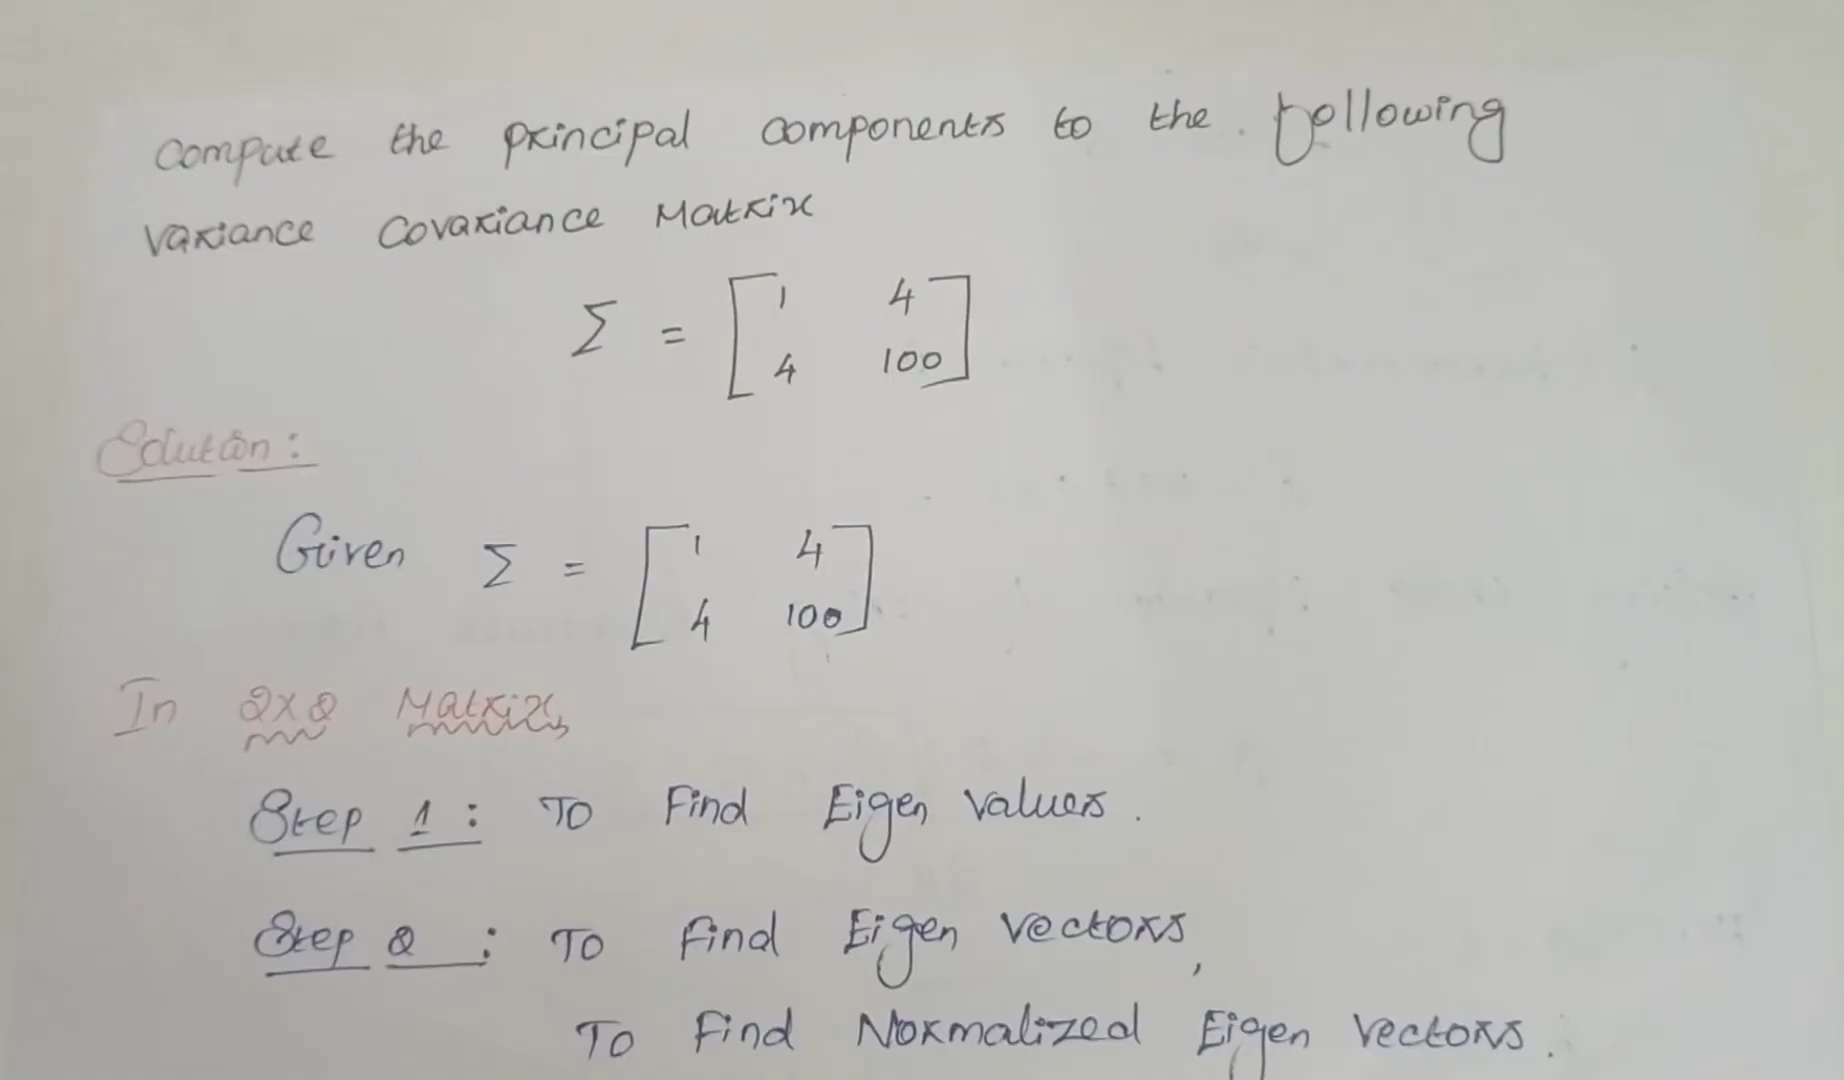 Compute the principal components to the following
Variance Covariance Matrix
Σ = [ 1 4
4 100 ]
Solution:
Given Σ = [ 1 4
4 100 ]
In 2x2 Matrix,
Step 1 : To Find Eigen Values.
Step 2 : To find Eigen vectors,
To Find Normalized Eigen Vectors.